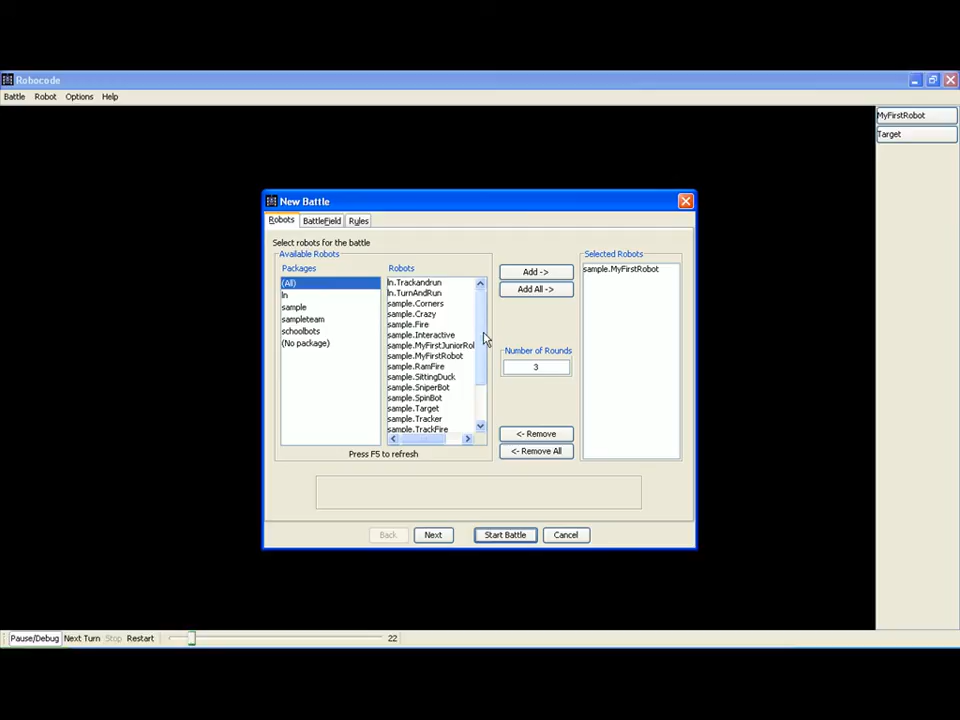 Robocode
Battle Robot Options Help
MyFirstRobot
Target
New Battle
Robots BattleField Rules
Select robots for the battle
Available Robots
Packages
(All)
ln
sample
sampleteam
schoolbots
(No package)
Robots
ln.Trackandrun
ln.TurnAndRun
sample.Corners
sample.Crazy
sample.Fire
sample.Interactive
sample.MyFirstJuniorRol
sample.MyFirstRobot
sample.RamFire
sample.SittingDuck
sample.SniperBot
sample.SpinBot
sample.Target
sample.Tracker
sample.TrackFire
Press F5 to refresh
Add ->
Add All ->
Number of Rounds
3
<- Remove
<- Remove All
Selected Robots
sample.MyFirstRobot
Back Next Start Battle Cancel
Pause/Debug Next Turn Stop Restart 22